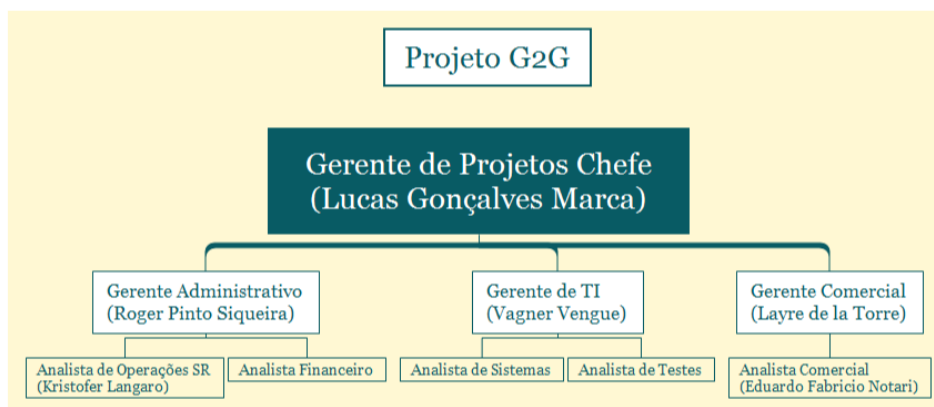 Projeto G2G
Gerente de Projetos Chefe
(Lucas Gonçalves Marca)
Gerente Administrativo
(Roger Pinto Siqueira)
Gerente de TI
(Vagner Vengue)
Gerente Comercial
(Layre de la Torre)
Analista de Operações SR
(Kristofer Langaro)
Analista Financeiro
Analista de Sistemas
Analista de Testes
Analista Comercial
(Eduardo Fabricio Notari)